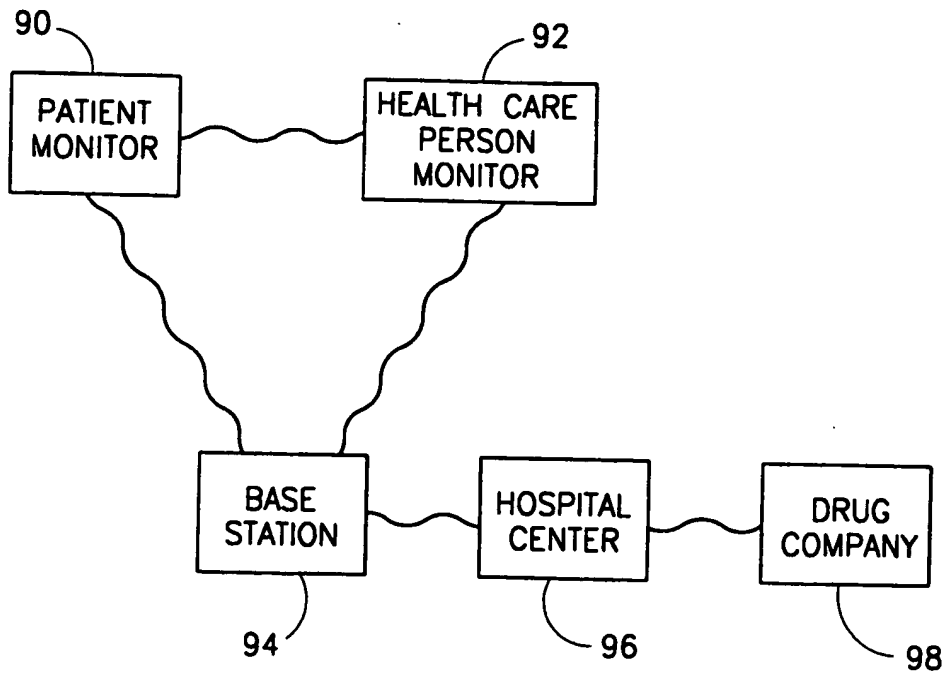 90
92
PATIENT
MONITOR
HEALTH CARE
PERSON
MONITOR
BASE
STATION
HOSPITAL
CENTER
DRUG
COMPANY
94
96
98